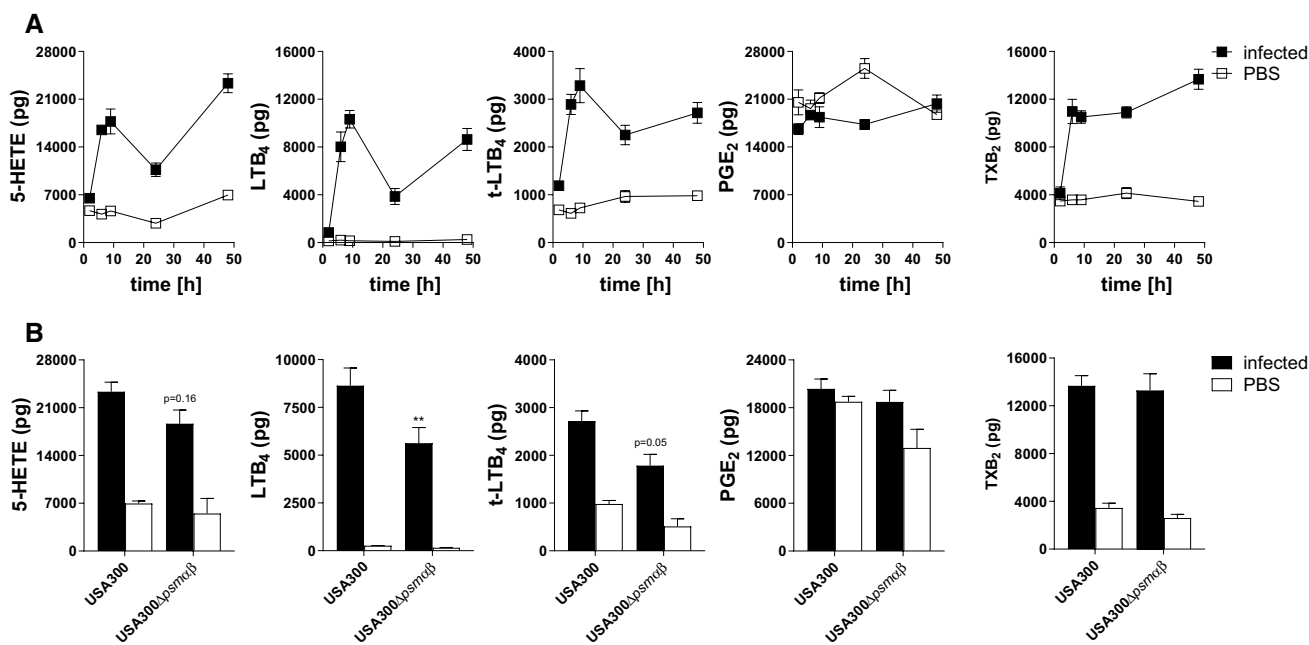 A
5-HETE (pg)
28000
21000
14000
7000
0
0 10 20 30 40 50
time [h]
LTB4 (pg)
16000
12000
8000
4000
0
0 10 20 30 40 50
time [h]
t-LTB4 (pg)
4000
3000
2000
1000
0
0 10 20 30 40 50
time [h]
PGE2 (pg)
28000
21000
14000
7000
0
0 10 20 30 40 50
time [h]
TXB2 (pg)
16000
12000
8000
4000
0
0 10 20 30 40 50
time [h]
infected
PBS
B
5-HETE (pg)
28000
21000
14000
7000
0
p=0.16
USA300
USA300Δpsmαβ
LTB4 (pg)
10000
7500
5000
2500
0
**
USA300
USA300Δpsmαβ
t-LTB4 (pg)
4000
3000
2000
1000
0
p=0.05
USA300
USA300Δpsmαβ
PGE2 (pg)
24000
18000
12000
6000
0
USA300
USA300Δpsmαβ
TXB2 (pg)
16000
12000
8000
4000
0
USA300
USA300Δpsmαβ
infected
PBS